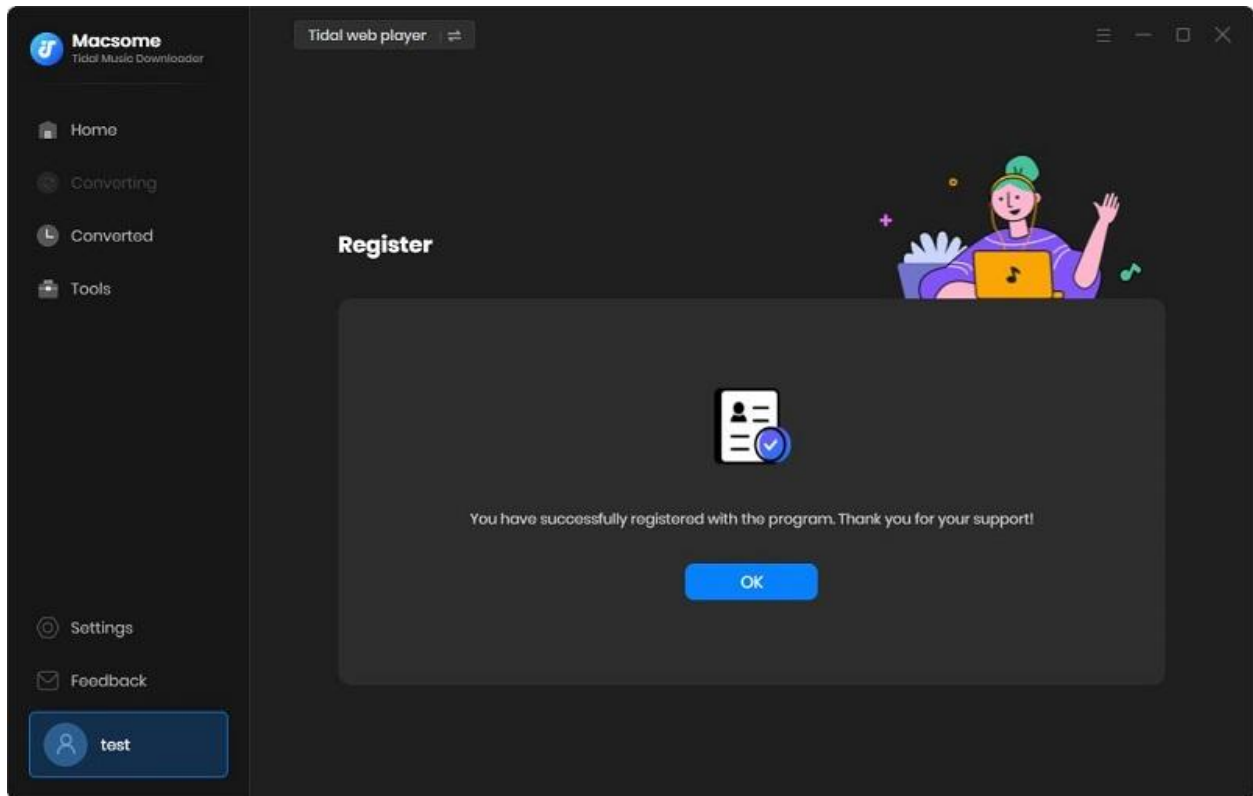 Macsome
Tidal Music Downloader
Tidal web player
Home
Converting
Converted
Tools
Register
You have successfully registered with the program. Thank you for your support!
OK
Settings
Feedback
test